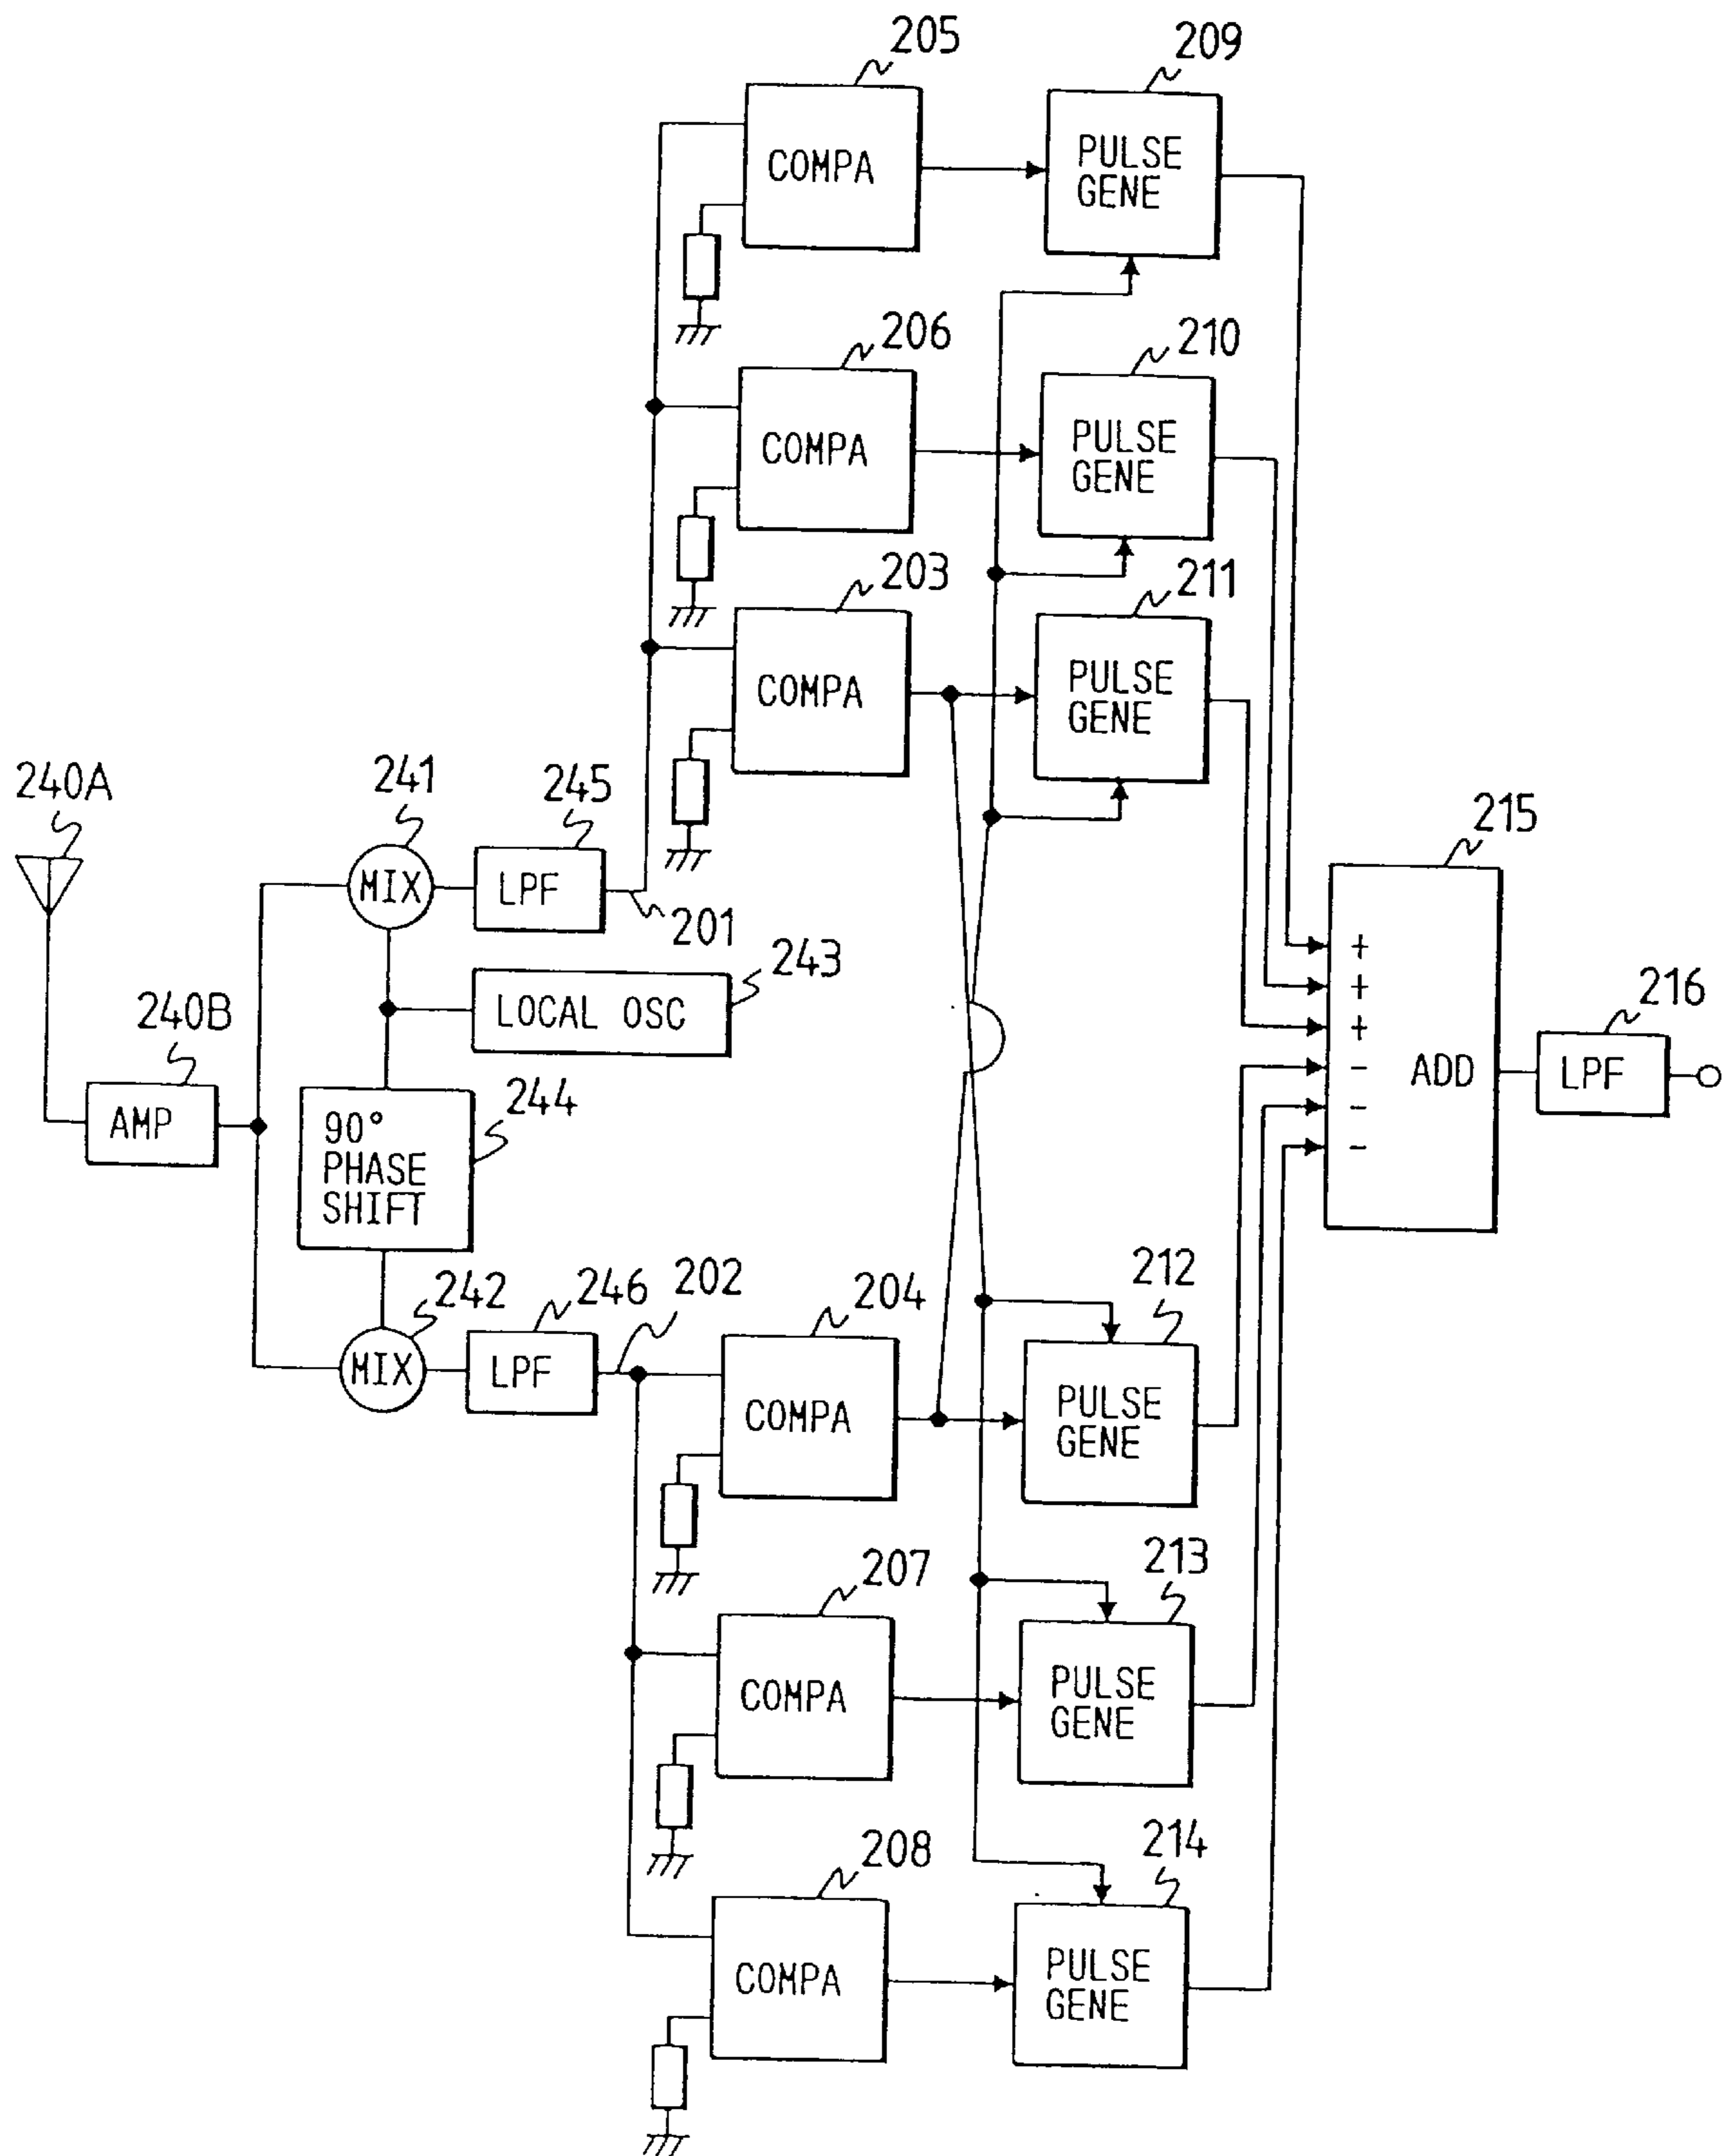 205
209
COMPA
PULSE
GENE
206
210
COMPA
PULSE
GENE
203
211
COMPA
PULSE
GENE
240A
241
245
MIX
LPF
201
215
243
LOCAL OSC
240B
216
+
+
+
-
-
-
ADD
LPF
AMP
244
90°
PHASE
SHIFT
242
246
202
204
212
MIX
LPF
COMPA
PULSE
GENE
207
213
COMPA
PULSE
GENE
208
214
COMPA
PULSE
GENE